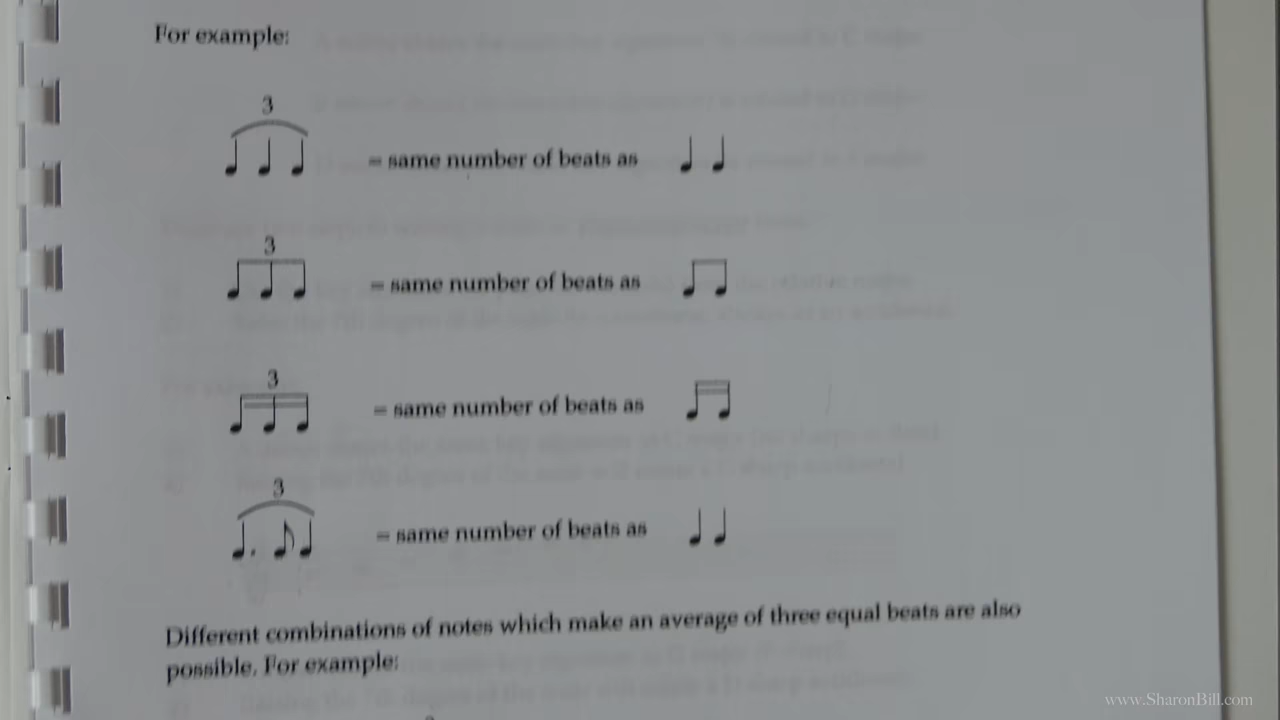 For example:
3
= same number of beats as
3
= same number of beats as
3
= same number of beats as
3
= same number of beats as
Different combinations of notes which make an average of three equal beats are also
possible. For example:
www.SharonBill.com